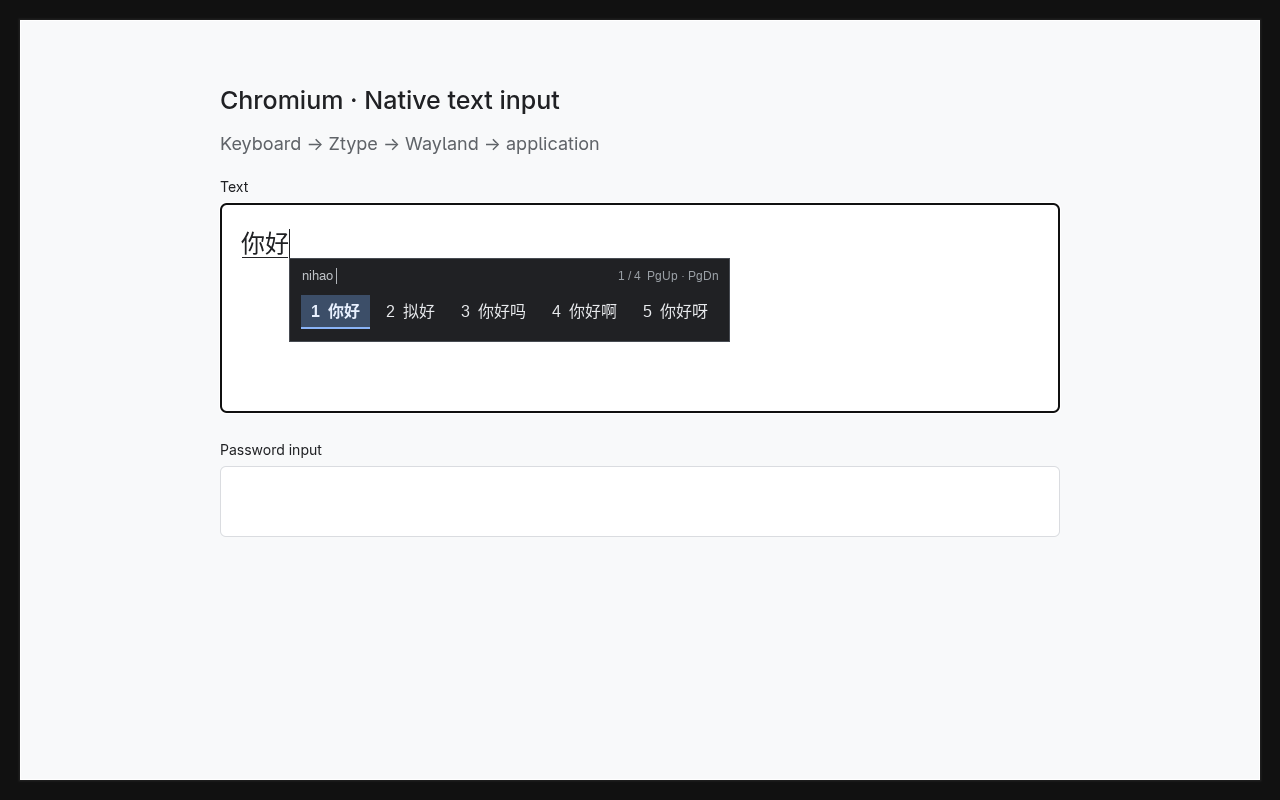 Chromium · Native text input
Keyboard → Ztype → Wayland → application
Text
你好
nihao 1 / 4 PgUp · PgDn
1 你好 2 拟好 3 你好吗 4 你好啊 5 你好呀
Password input